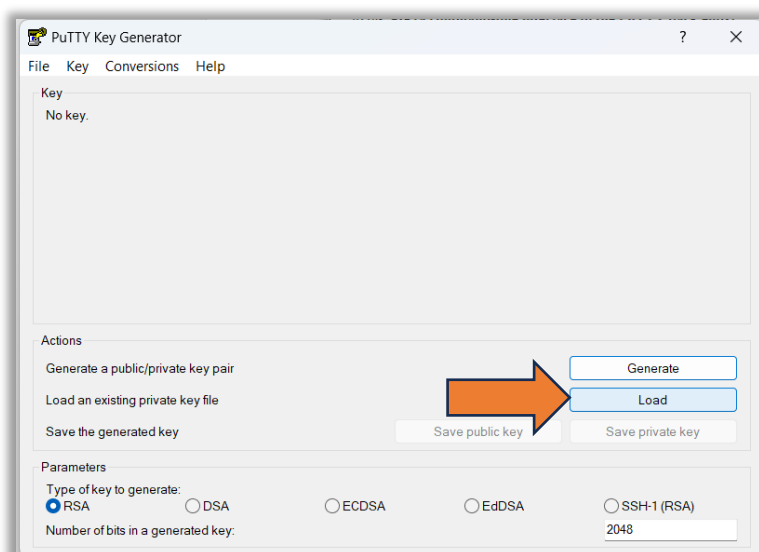 PuTTY Key Generator ?
File Key Conversions Help
Key
No key.
Actions
Generate a public/private key pair Generate
Load an existing private key file Load
Save the generated key Save public key Save private key
Parameters
Type of key to generate:
RSA DSA ECDSA EdDSA SSH-1 (RSA)
Number of bits in a generated key: 2048